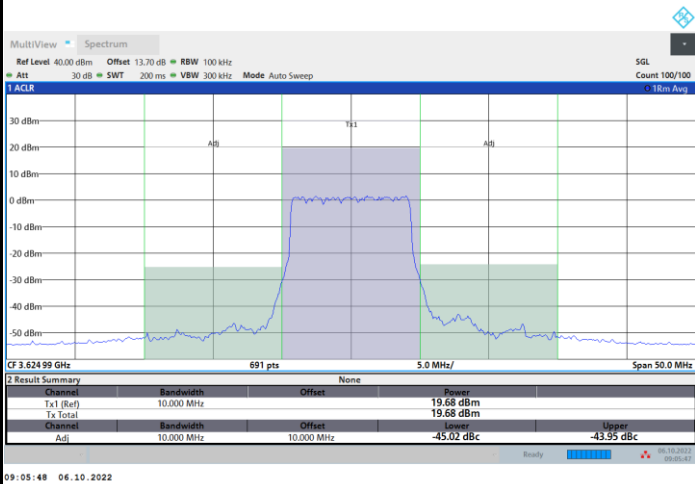 MultiView Spectrum
Ref Level 40.00 dBm Offset 13.70 dB RBW 100 kHz SGL
Att 30 dB SWT 200 ms VBW 300 kHz Mode Auto Sweep Count 100/100
1 ACLR 1Rm Avg
30 dBm
Tx1
20 dBm Adj Adj
10 dBm
0 dBm
-10 dBm
-20 dBm
-30 dBm
-40 dBm
-50 dBm
CF 3.624 99 GHz 691 pts 5.0 MHz/ Span 50.0 MHz
2 Result Summary None
Channel Bandwidth Offset Power
Tx1 (Ref) 10.000 MHz 19.68 dBm
Tx Total 19.68 dBm
Channel Bandwidth Offset Lower Upper
Adj 10.000 MHz 10.000 MHz -45.02 dBc -43.95 dBc
Ready 06.10.2022
09:05:47
09:05:48 06.10.2022